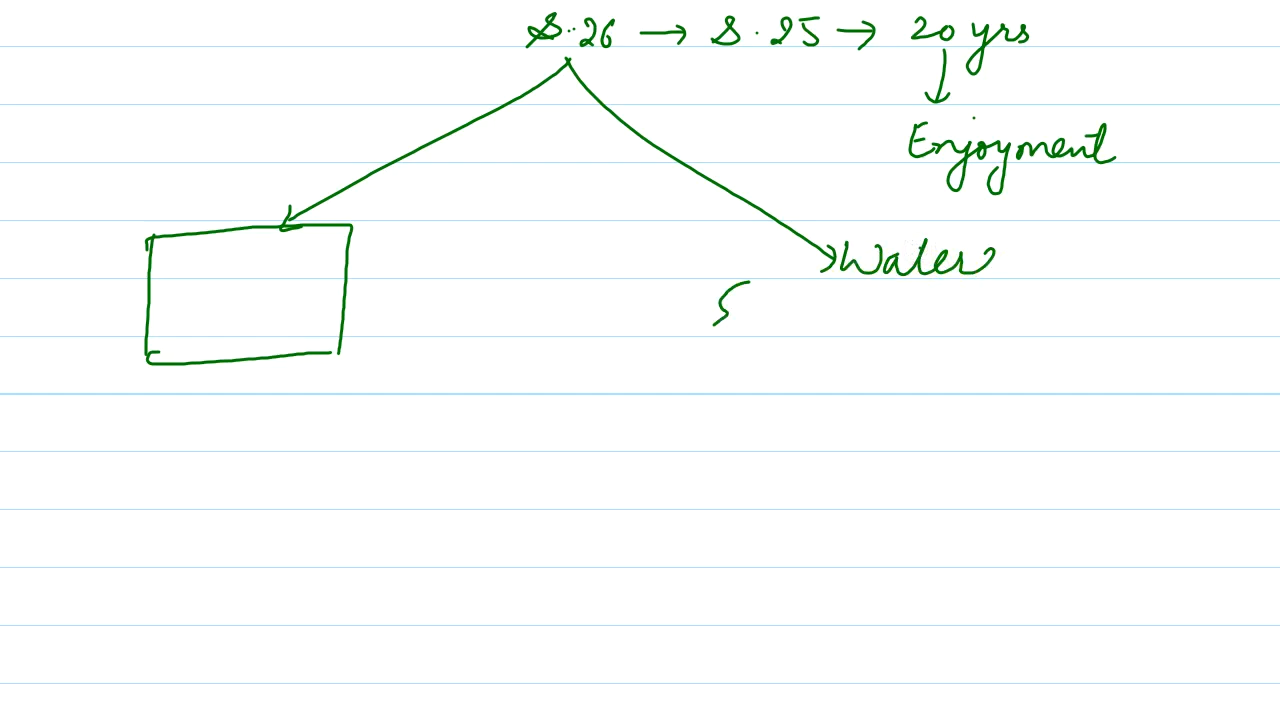 S. 26 → S. 25 → 20 yrs
Enjoyment
Water